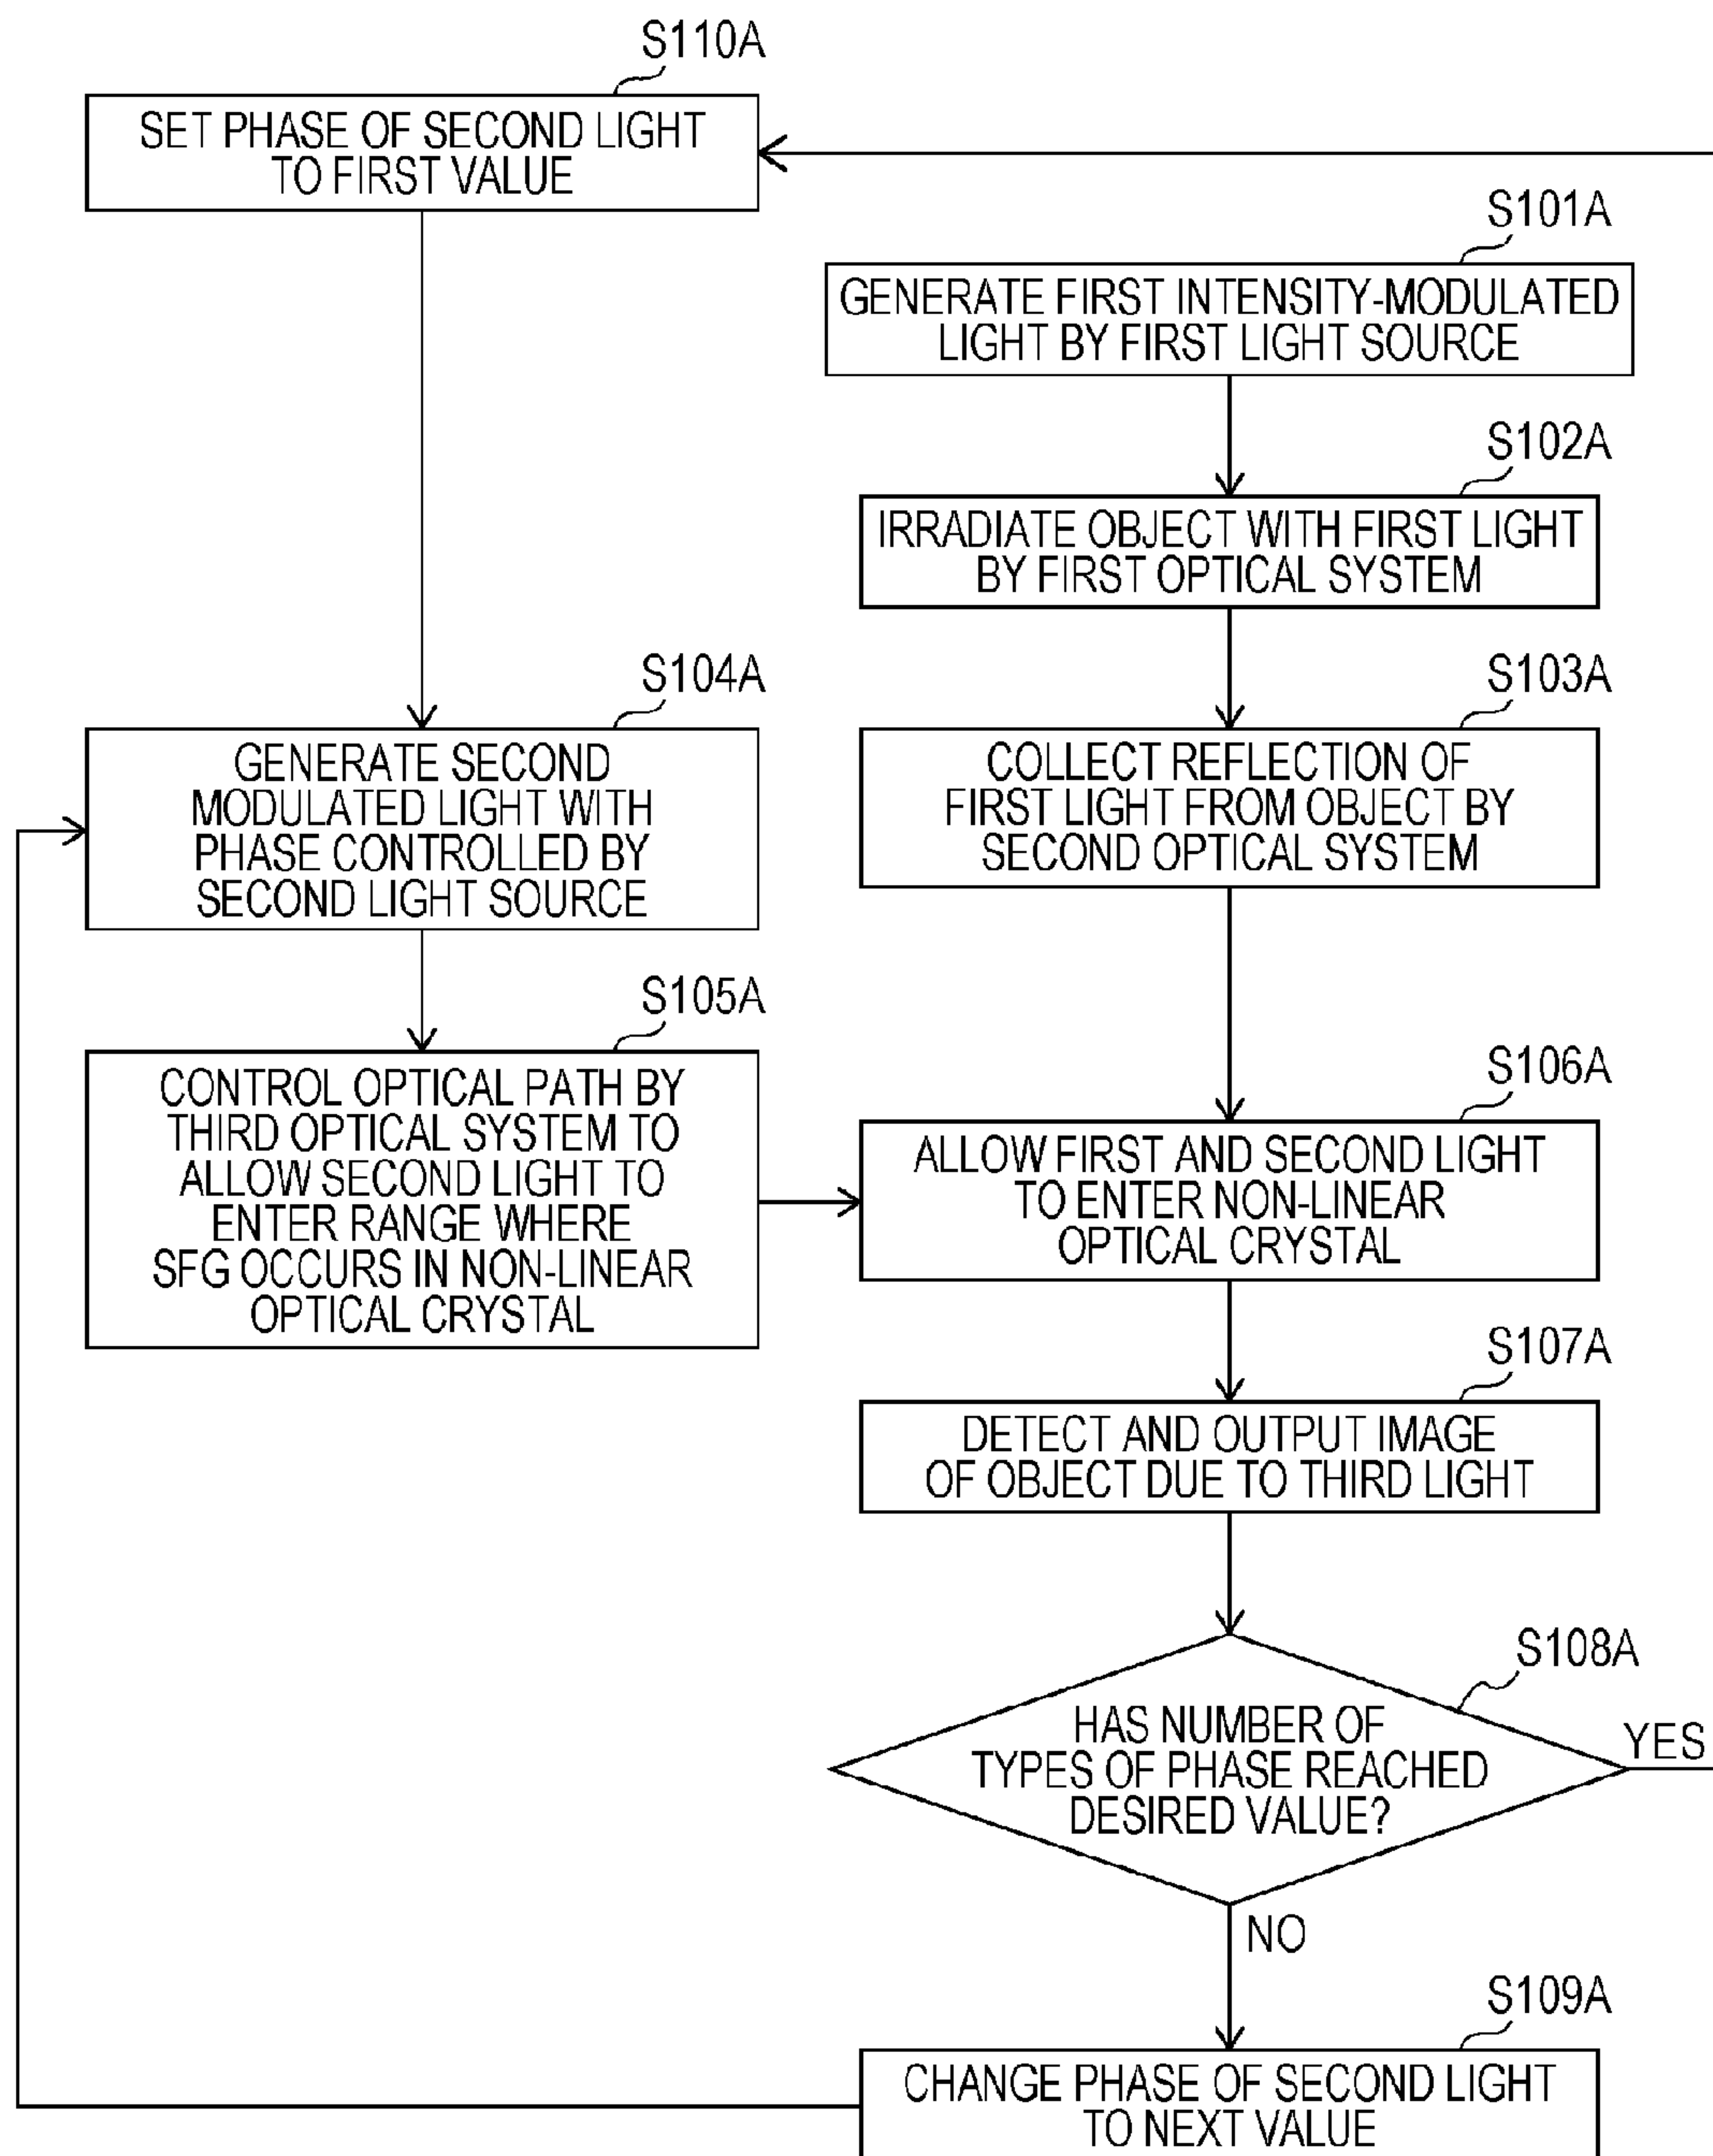 S110A
SET PHASE OF SECOND LIGHT
TO FIRST VALUE
S101A
GENERATE FIRST INTENSITY-MODULATED
LIGHT BY FIRST LIGHT SOURCE
S102A
IRRADIATE OBJECT WITH FIRST LIGHT
BY FIRST OPTICAL SYSTEM
S104A
GENERATE SECOND
MODULATED LIGHT WITH
PHASE CONTROLLED BY
SECOND LIGHT SOURCE
S103A
COLLECT REFLECTION OF
FIRST LIGHT FROM OBJECT BY
SECOND OPTICAL SYSTEM
S105A
CONTROL OPTICAL PATH BY
THIRD OPTICAL SYSTEM TO
ALLOW SECOND LIGHT TO
ENTER RANGE WHERE
SFG OCCURS IN NON-LINEAR
OPTICAL CRYSTAL
S106A
ALLOW FIRST AND SECOND LIGHT
TO ENTER NON-LINEAR
OPTICAL CRYSTAL
S107A
DETECT AND OUTPUT IMAGE
OF OBJECT DUE TO THIRD LIGHT
S108A
HAS NUMBER OF
TYPES OF PHASE REACHED
DESIRED VALUE?
YES
NO
S109A
CHANGE PHASE OF SECOND LIGHT
TO NEXT VALUE